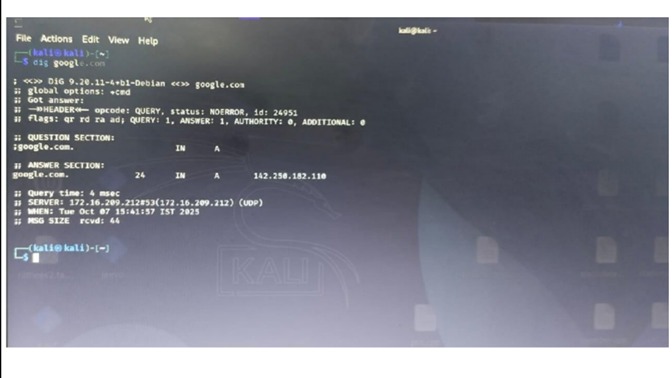 File Actions Edit View Help
kali@kali: ~
┌──(kali㉿kali)-[~]
└─$ dig google.com
; <<>> DiG 9.20.11-4+b1-Debian <<>> google.com
;; global options: +cmd
;; Got answer:
;; ->>HEADER<<- opcode: QUERY, status: NOERROR, id: 24951
;; flags: qr rd ra ad; QUERY: 1, ANSWER: 1, AUTHORITY: 0, ADDITIONAL: 0
;; QUESTION SECTION:
;google.com. IN A
;; ANSWER SECTION:
google.com. 24 IN A 142.250.182.110
;; Query time: 4 msec
;; SERVER: 172.16.209.212#53(172.16.209.212) (UDP)
;; WHEN: Tue Oct 07 15:41:57 IST 2025
;; MSG SIZE rcvd: 44
┌──(kali㉿kali)-[~]
└─$
KALI